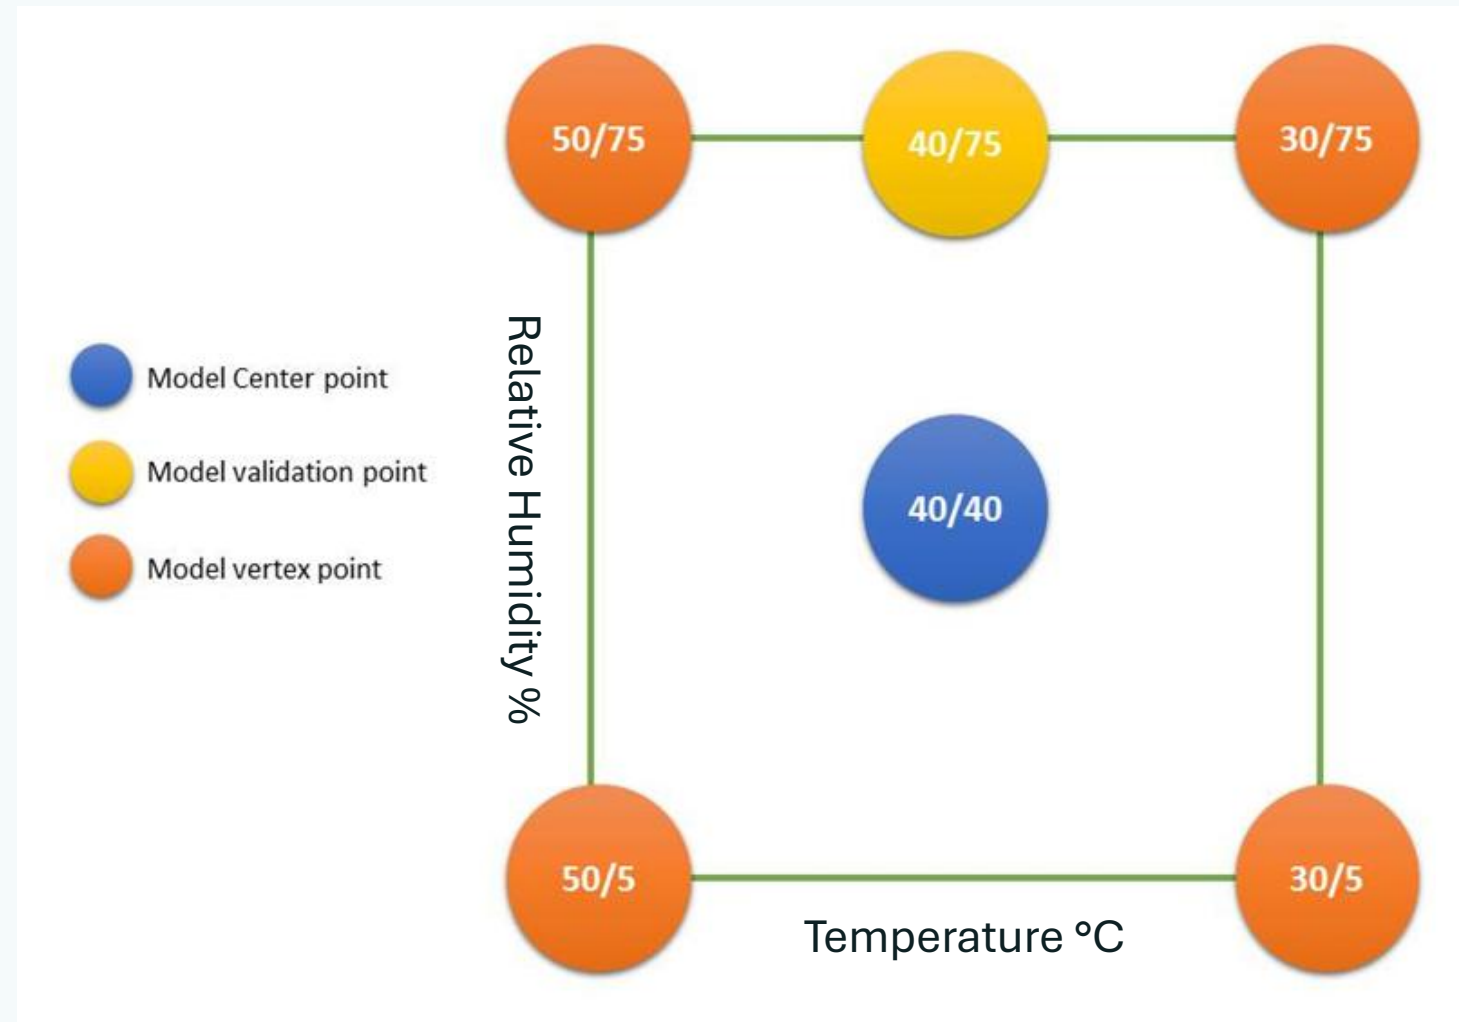 50/75
40/75
30/75
Model Center point
Model validation point
Model vertex point
Relative Humidity %
40/40
50/5
30/5
Temperature °C